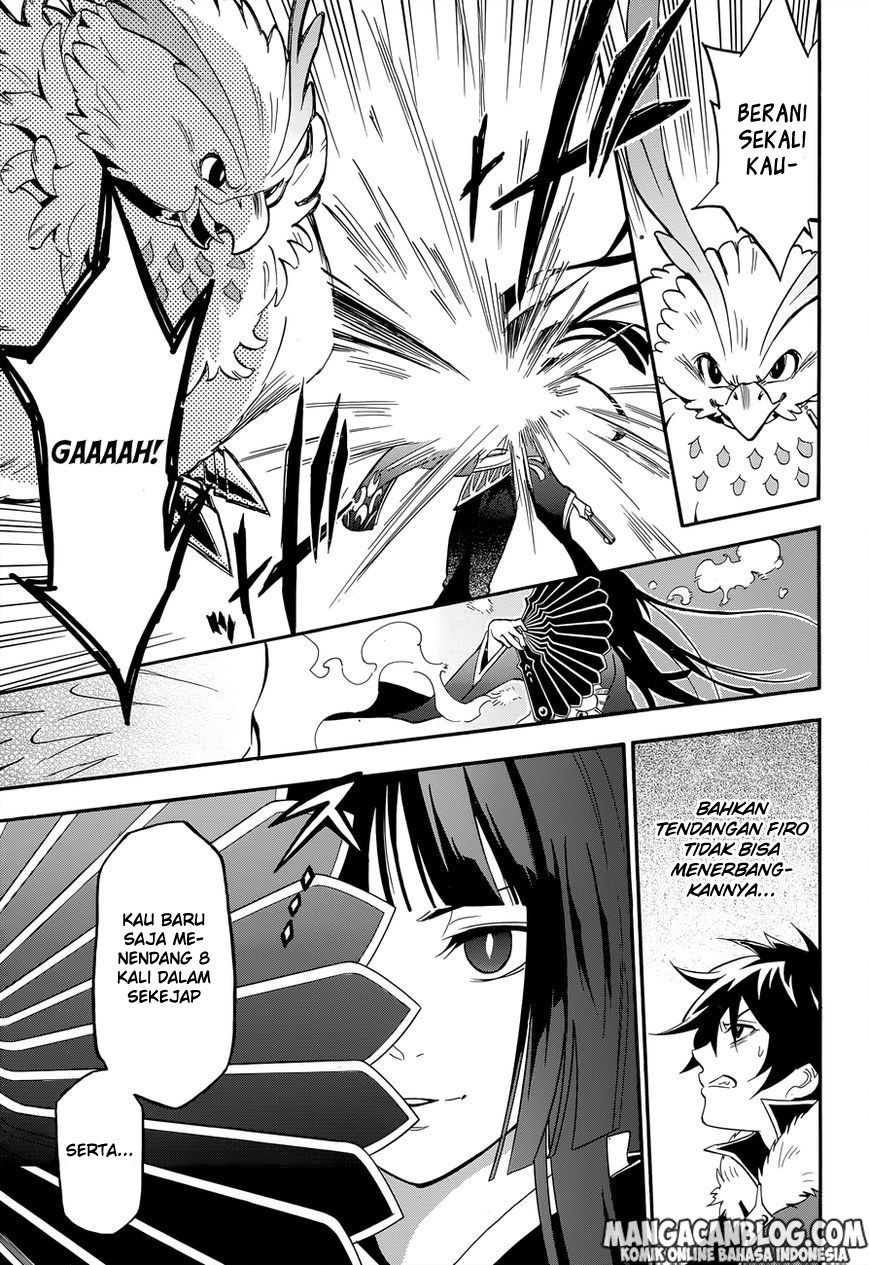 BERANI
SEKALI
KAU-
GAAAAH!
BAHKAN
TENDANGAN FIRO
TIDAK BISA
MENERBANG-
KANNYA...
KAU BARU
SAJA ME-
NENDANG 8
KALI DALAM
SEKEJAP
SERTA...
MANGACANBLOG.COM
KOMIK ONLINE BAHASA INDONESIA